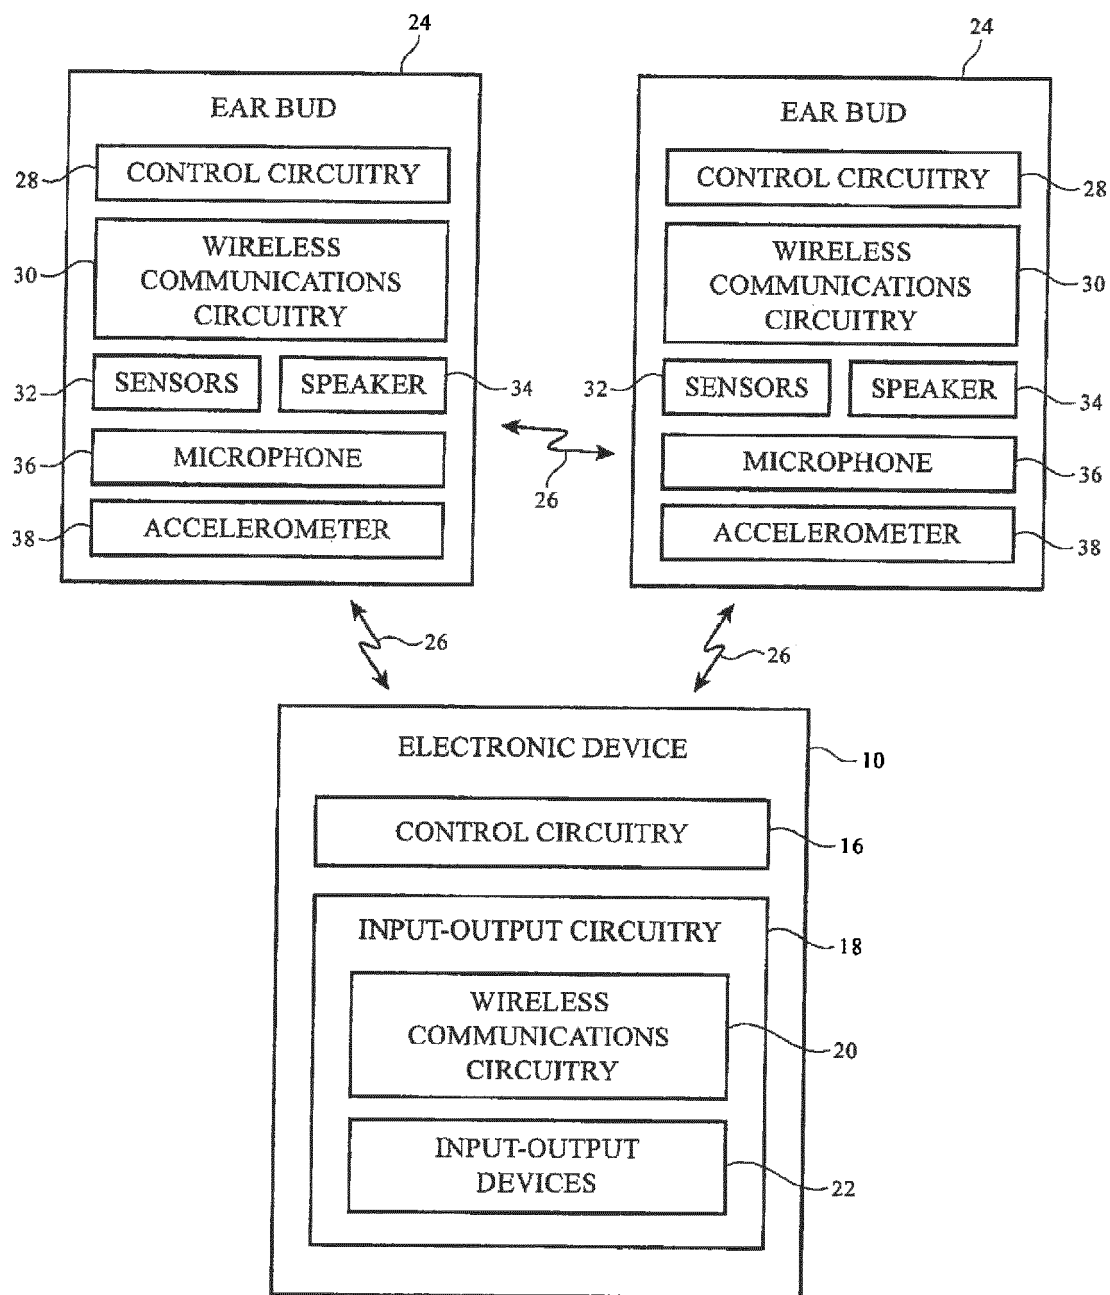 24
EAR BUD
28
CONTROL CIRCUITRY
30
WIRELESS
COMMUNICATIONS
CIRCUITRY
32
SENSORS
SPEAKER
34
36
MICROPHONE
38
ACCELEROMETER
26
24
EAR BUD
CONTROL CIRCUITRY
28
WIRELESS
COMMUNICATIONS
CIRCUITRY
30
32
SENSORS
SPEAKER
34
MICROPHONE
36
ACCELEROMETER
38
26
26
ELECTRONIC DEVICE
10
CONTROL CIRCUITRY
16
INPUT-OUTPUT CIRCUITRY
18
WIRELESS
COMMUNICATIONS
CIRCUITRY
20
INPUT-OUTPUT
DEVICES
22